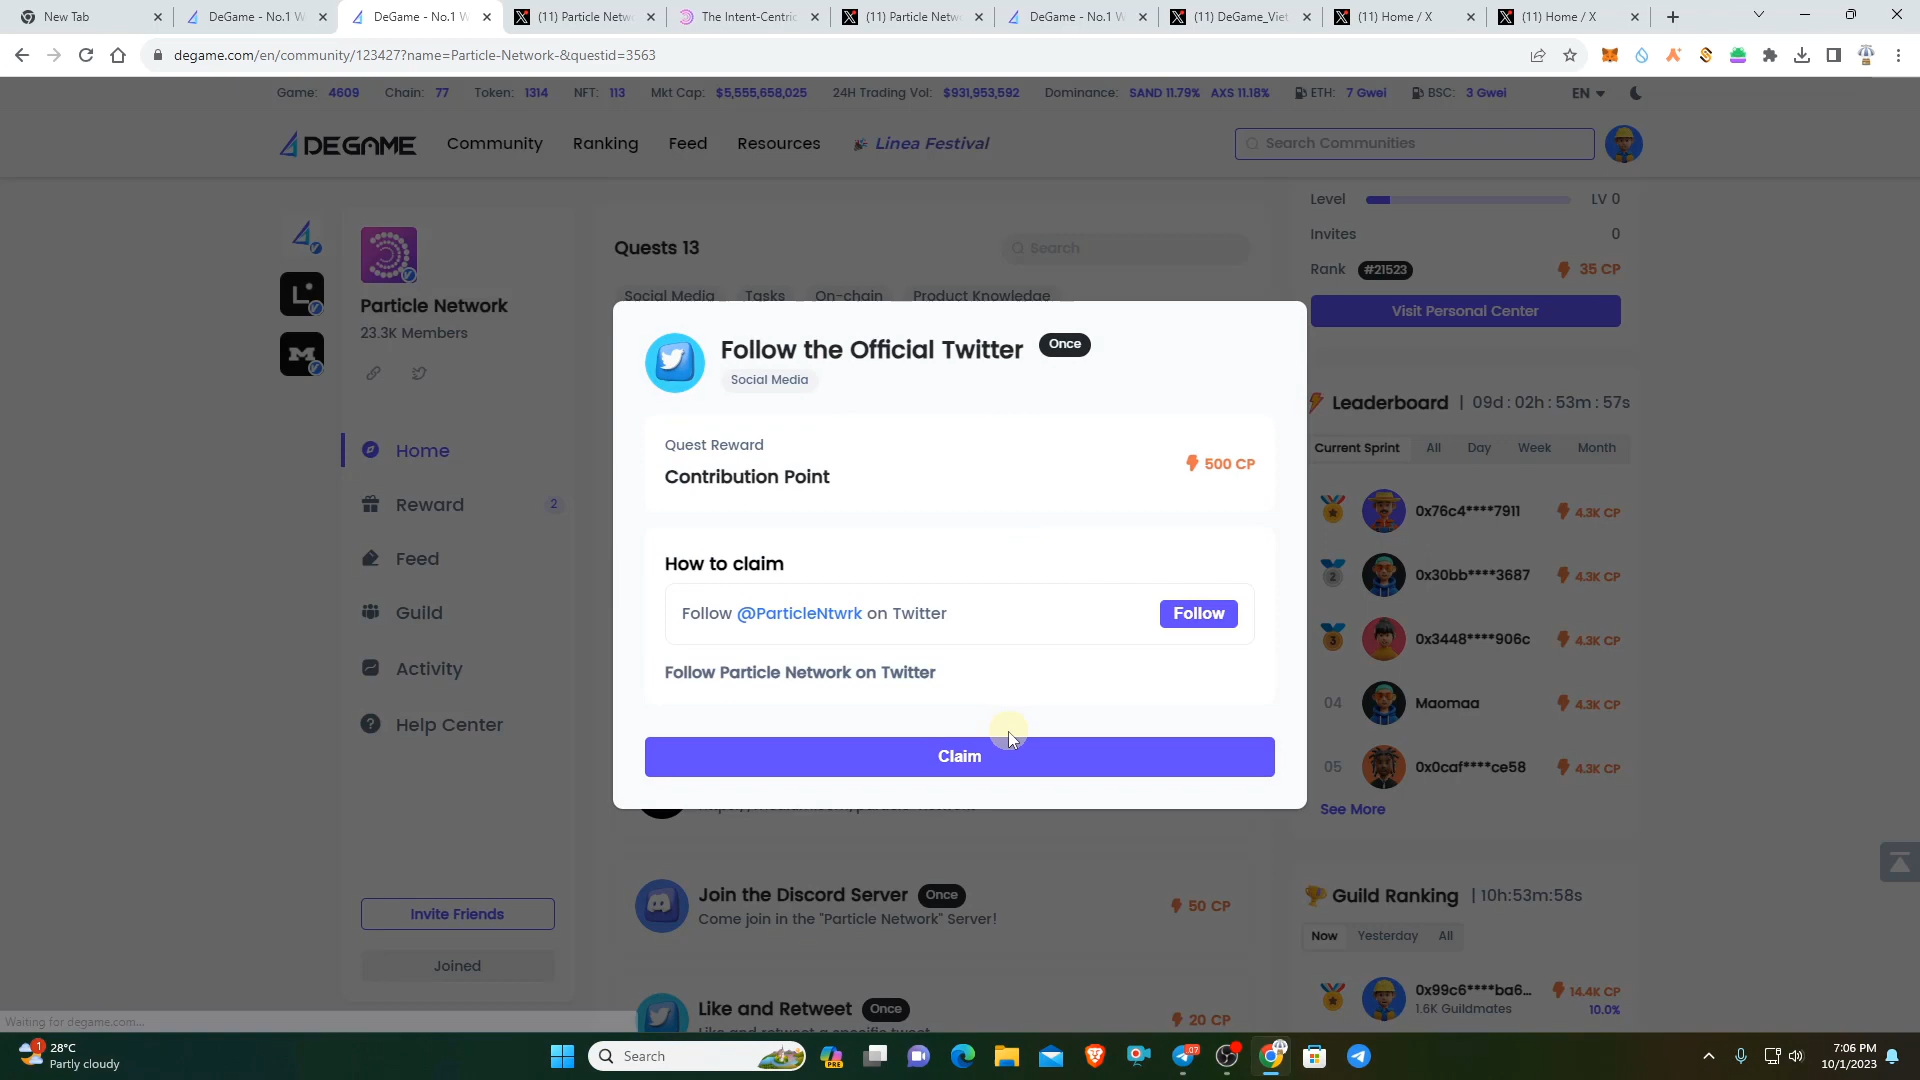 New Tab
DeGame - No.1 W
DeGame - No.1 W
(11) Particle Netw
The Intent-Centric
(11) Particle Netw
DeGame - No.1 W
(11) DeGame_Viet
(11) Home / X
(11) Home / X
degame.com/en/community/123427?name=Particle-Network-&questid=3563
Game: 4609 Chain: 77 Token: 1314 NFT: 113 Mkt Cap: $5,555,658,025 24H Trading Vol: $931,953,592 Dominance: SAND 11.79% AXS 11.18% ETH: 7 Gwei BSC: 3 Gwei EN
DEGAME Community Ranking Feed Resources Linea Festival Search Communities
Particle Network
23.3K Members
Home
Reward 2
Feed
Guild
Activity
Help Center
Invite Friends
Joined
Quests 13 Search
Social Media Tasks On-chain Product Knowledge
Follow the Official Twitter Once
Social Media
Quest Reward
Contribution Point 500 CP
How to claim
Follow @ParticleNtwrk on Twitter Follow
Follow Particle Network on Twitter
Claim
Join the Discord Server Once
Come join in the "Particle Network" Server! 50 CP
Like and Retweet Once
20 CP
Level LV 0
Invites 0
Rank #21523 35 CP
Visit Personal Center
Leaderboard | 09d : 02h : 53m : 57s
Current Sprint All Day Week Month
0x76c4****7911 4.3K CP
2 0x30bb****3687 4.3K CP
3 0x3448****906c 4.3K CP
04 Maomaa 4.3K CP
05 0x0caf****ce58 4.3K CP
See More
Guild Ranking | 10h:53m:58s
Now Yesterday All
0x99c6****ba6... 14.4K CP
1.6K Guildmates 10.0%
Waiting for degame.com...
1 28°C
Partly cloudy
Search
PRE
07
7:06 PM
10/1/2023